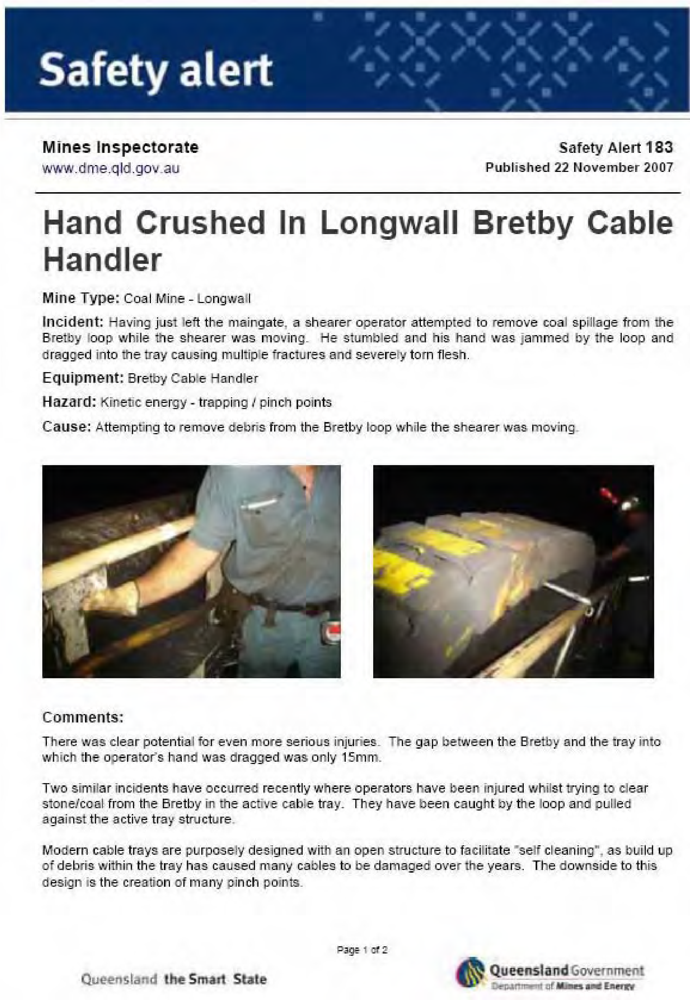 Safety alert
Mines Inspectorate
Safety Alert 183
www.dme.qld.gov.au
Published 22 November 2007
Hand Crushed In Longwall Bretby Cable
Handler
Mine Type: Coal Mine - Longwall
Incident: Having just left the maingate, a shearer operator attempted to remove coal spillage from the
Bretby loop while the shearer was moving. He stumbled and his hand was jammed by the loop and
dragged into the tray causing multiple fractures and severely torn flesh.
Equipment: Bretby Cable Handler
Hazard: Kinetic energy - trapping / pinch points
Cause: Attempting to remove debris from the Bretby loop while the shearer was moving.
Comments:
There was clear potential for even more serious injuries. The gap between the Bretby and the tray into
which the operator's hand was dragged was only 15mm.
Two similar incidents have occurred recently where operators have been injured whilst trying to clear
stone/coal from the Bretby in the active cable tray. They have been caught by the loop and pulled
against the active tray structure.
Modern cable trays are purposely designed with an open structure to facilitate "self cleaning", as build up
of debris within the tray has caused many cables to be damaged over the years. The downside to this
design is the creation of many pinch points.
Page 1 of 2
Queensland the Smart State
Queensland Government
Department of Mines and Energy